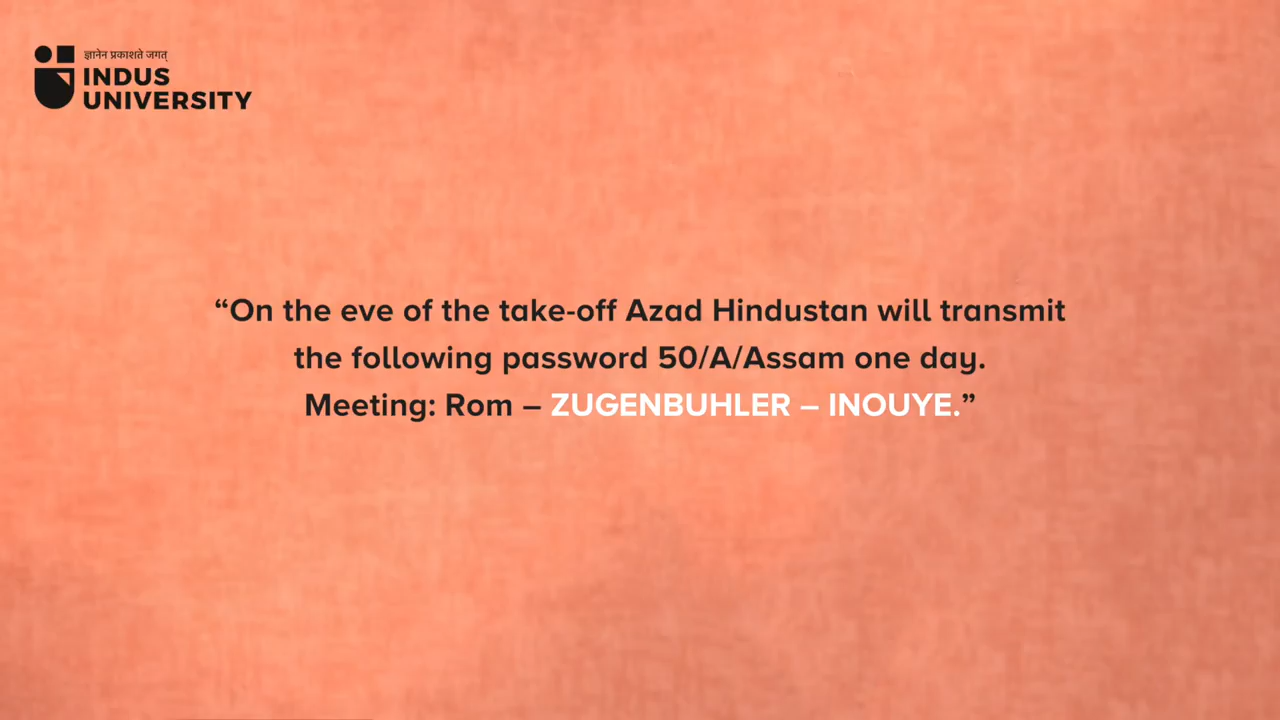 ज्ञानेन प्रकाशते जगत्
INDUS
UNIVERSITY
“On the eve of the take-off Azad Hindustan will transmit
the following password 50/A/Assam one day.
Meeting: Rom – ZUGENBUHLER – INOUYE.”